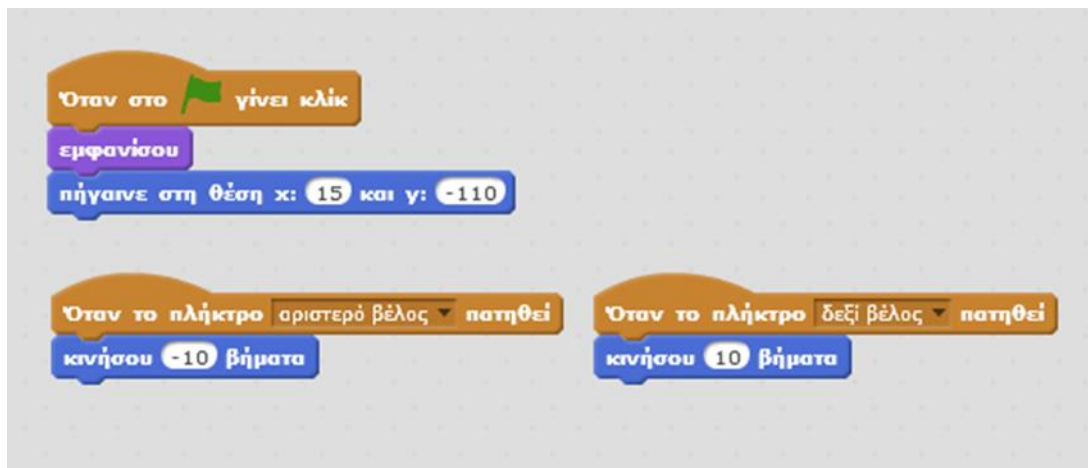 Όταν στο γίνει κλίκ
εμφανίσου
πήγαινε στη θέση x: 15 και y: -110
Όταν το πλήκτρο αριστερό βέλος πατηθεί
κινήσου -10 βήματα
Όταν το πλήκτρο δεξί βέλος πατηθεί
κινήσου 10 βήματα